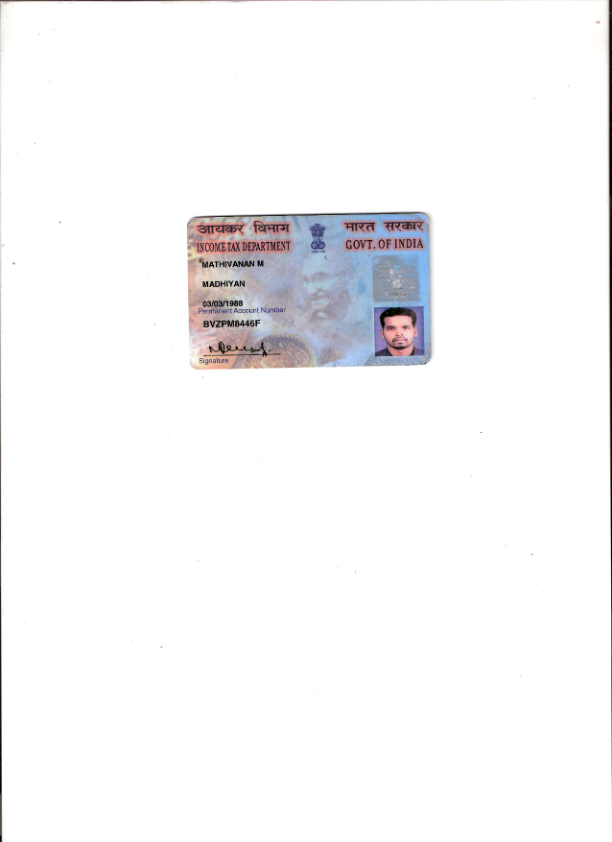 आयकर विभाग
भारत सरकार
INCOME TAX DEPARTMENT
GOVT. OF INDIA
MATHIVANAN M
MADHIYAN
03/03/1988
Permanent Account Number
BVZPM8446F
Signature